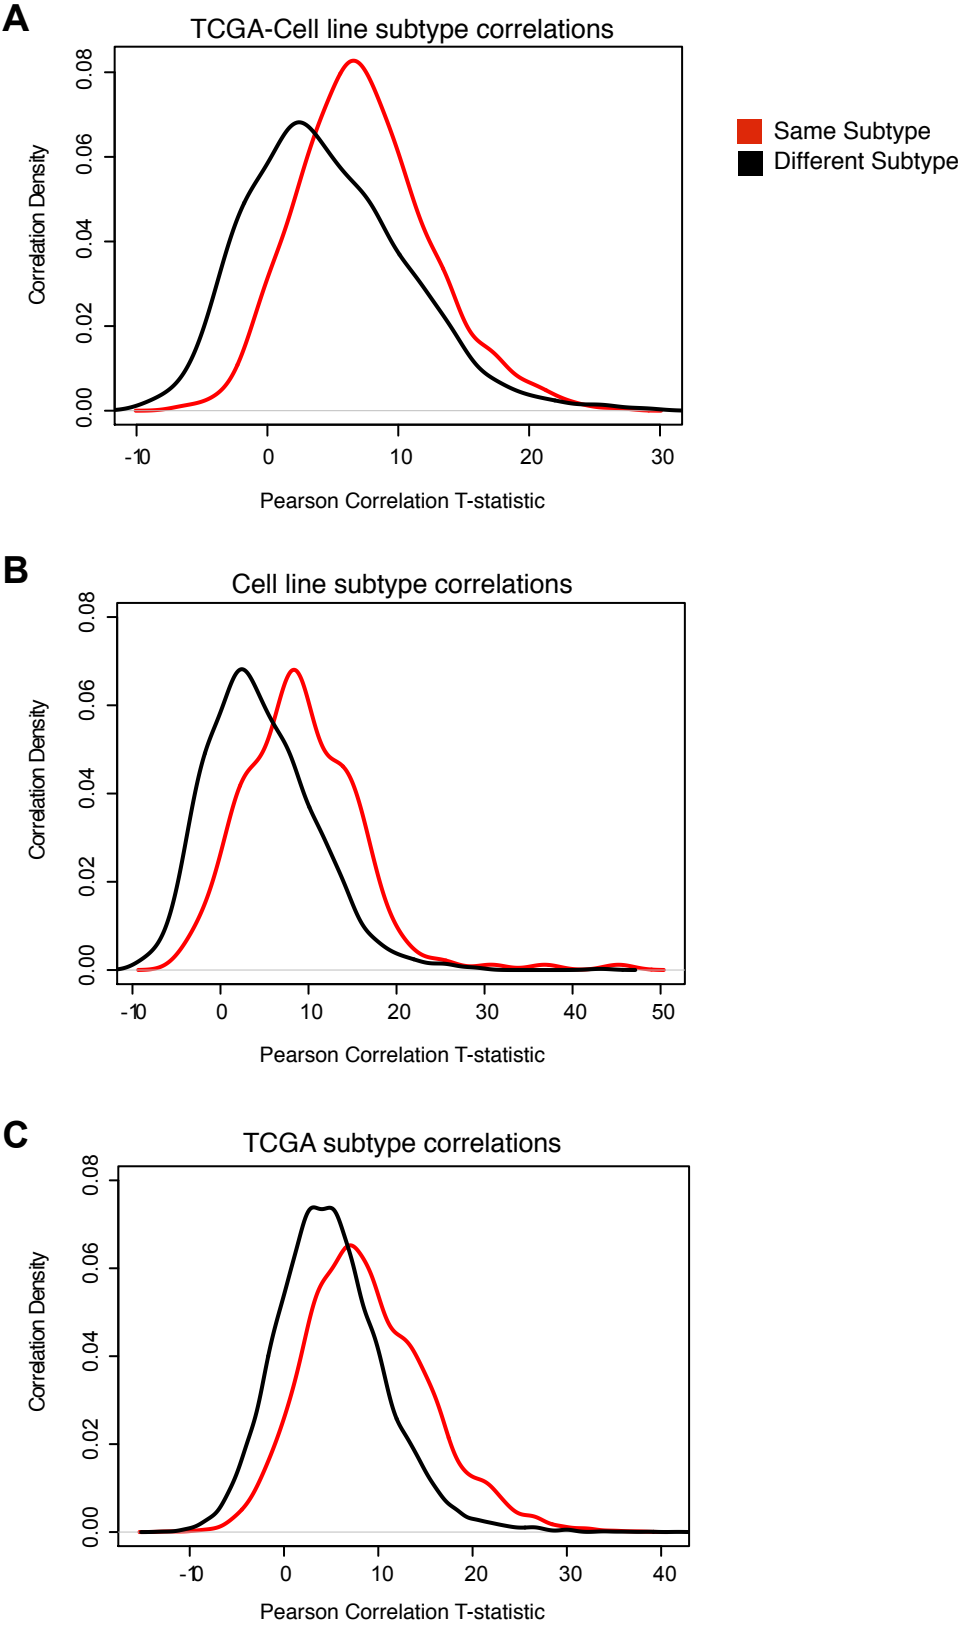 A
TCGA-Cell line subtype correlations
Correlation Density
0.00 0.02 0.04 0.06 0.08
-10 0 10 20 30
Pearson Correlation T-statistic
Same Subtype
Different Subtype
B
Cell line subtype correlations
Correlation Density
0.00 0.02 0.04 0.06 0.08
-10 0 10 20 30 40 50
Pearson Correlation T-statistic
C
TCGA subtype correlations
Correlation Density
0.00 0.02 0.04 0.06 0.08
-10 0 10 20 30 40
Pearson Correlation T-statistic